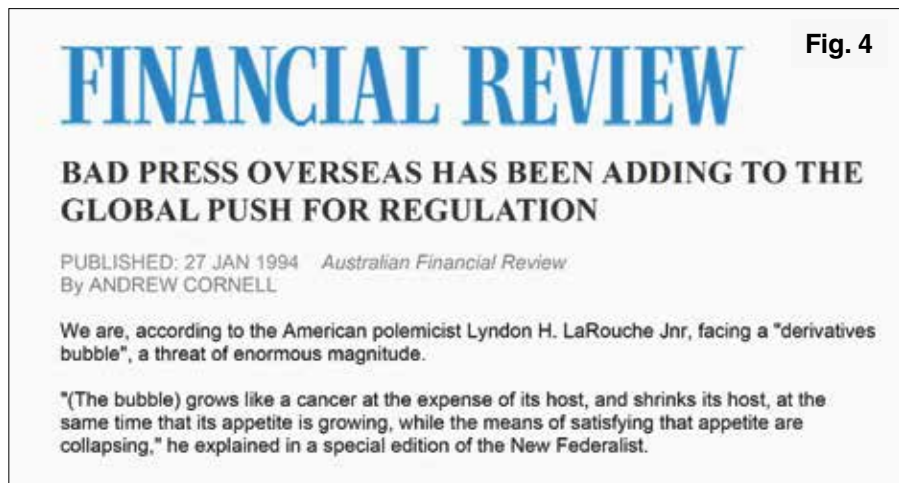 Fig. 4
FINANCIAL REVIEW
BAD PRESS OVERSEAS HAS BEEN ADDING TO THE
GLOBAL PUSH FOR REGULATION
PUBLISHED: 27 JAN 1994 Australian Financial Review
By ANDREW CORNELL
We are, according to the American polemicist Lyndon H. LaRouche Jnr, facing a "derivatives
bubble", a threat of enormous magnitude.
"(The bubble) grows like a cancer at the expense of its host, and shrinks its host, at the
same time that its appetite is growing, while the means of satisfying that appetite are
collapsing," he explained in a special edition of the New Federalist.